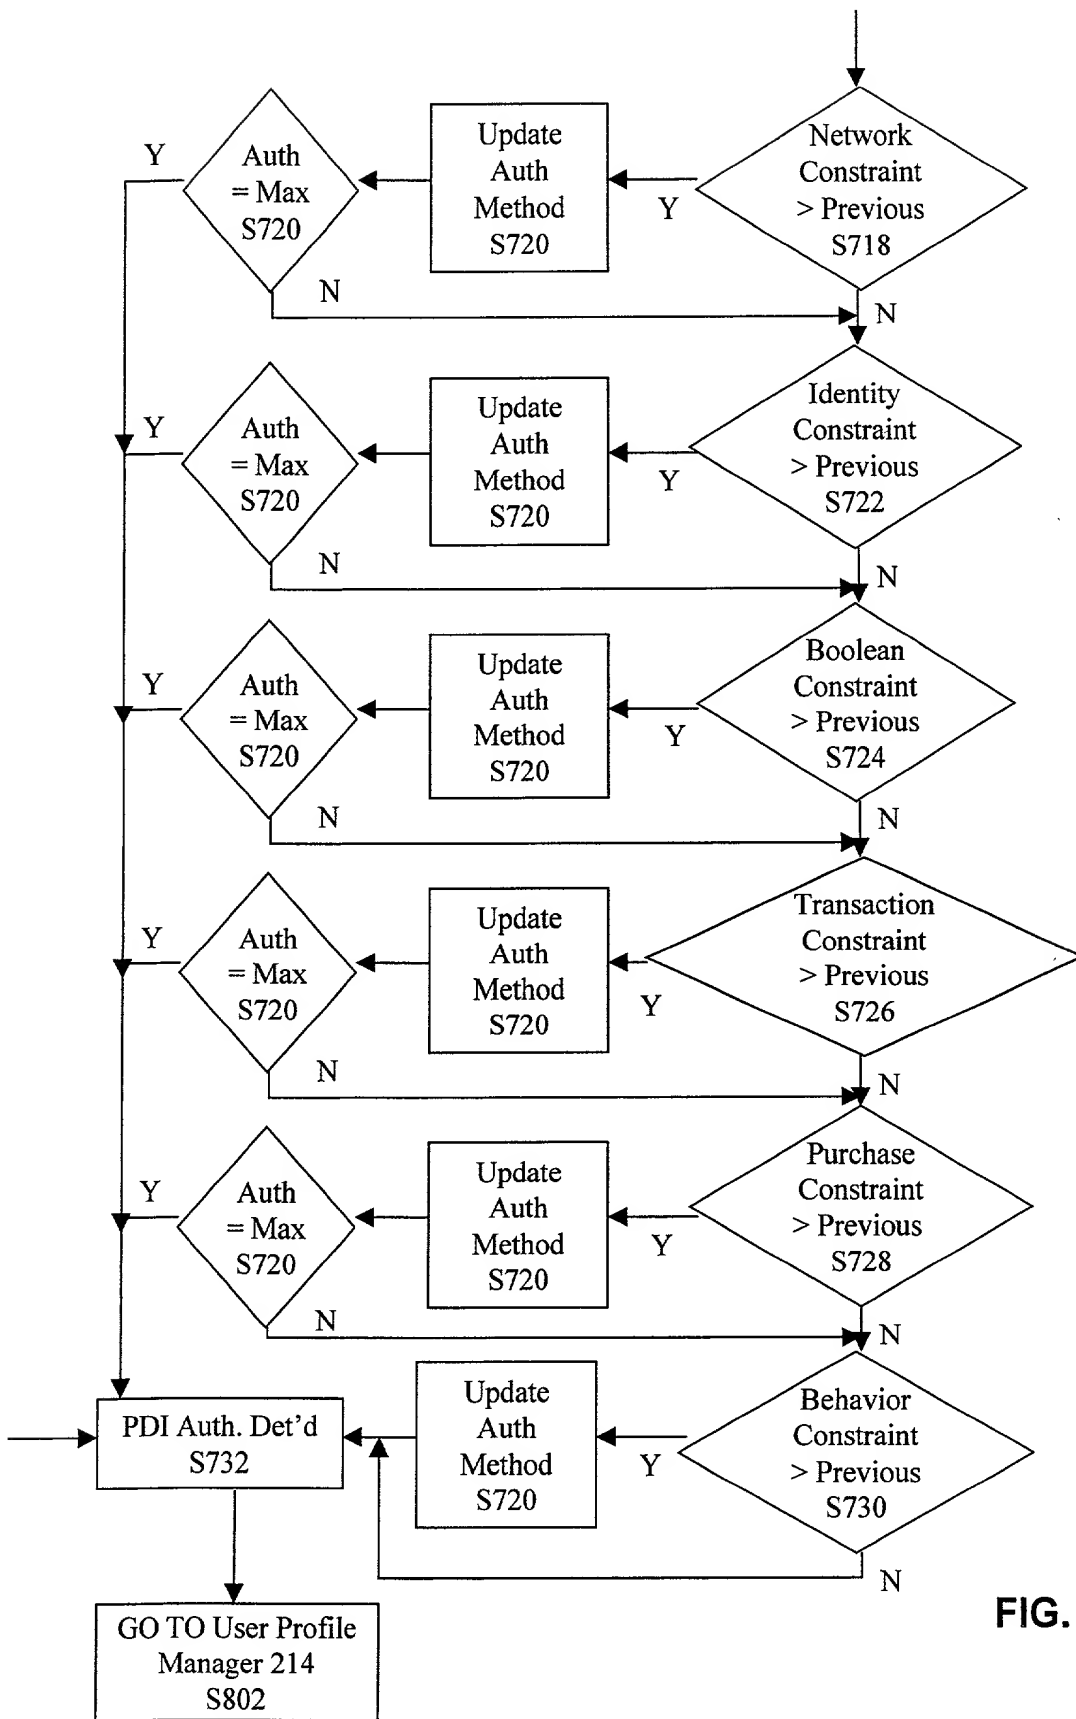 Y
Auth
= Max
S720
Update
Auth
Method
S720
Y
Network
Constraint
> Previous
S718
N
N
Y
Auth
= Max
S720
Update
Auth
Method
S720
Y
Identity
Constraint
> Previous
S722
N
N
Y
Auth
= Max
S720
Update
Auth
Method
S720
Y
Boolean
Constraint
> Previous
S724
N
N
Y
Auth
= Max
S720
Update
Auth
Method
S720
Y
Transaction
Constraint
> Previous
S726
N
N
Y
Auth
= Max
S720
Update
Auth
Method
S720
Y
Purchase
Constraint
> Previous
S728
N
N
PDI Auth. Det'd
S732
Update
Auth
Method
S720
Y
Behavior
Constraint
> Previous
S730
N
GO TO User Profile
Manager 214
S802
FIG.